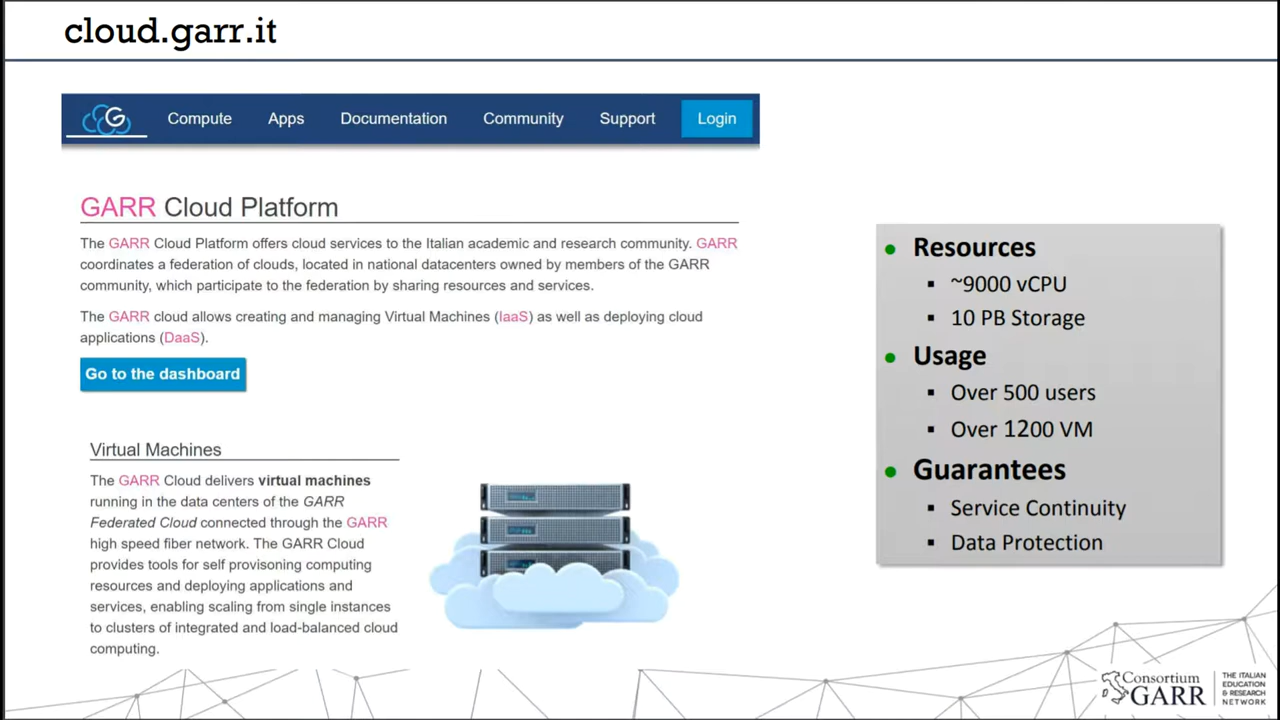 cloud.garr.it
G
Compute Apps Documentation Community Support Login
GARR Cloud Platform
The GARR Cloud Platform offers cloud services to the Italian academic and research community. GARR
coordinates a federation of clouds, located in national datacenters owned by members of the GARR
community, which participate to the federation by sharing resources and services.
The GARR cloud allows creating and managing Virtual Machines (IaaS) as well as deploying cloud
applications (DaaS).
Go to the dashboard
Virtual Machines
The GARR Cloud delivers virtual machines
running in the data centers of the GARR
Federated Cloud connected through the GARR
high speed fiber network. The GARR Cloud
provides tools for self provisoning computing
resources and deploying applications and
services, enabling scaling from single instances
to clusters of integrated and load-balanced cloud
computing.
• Resources
▪ ~9000 vCPU
▪ 10 PB Storage
• Usage
▪ Over 500 users
▪ Over 1200 VM
• Guarantees
▪ Service Continuity
▪ Data Protection
Consortium
GARR
THE ITALIAN
EDUCATION
& RESEARCH
NETWORK